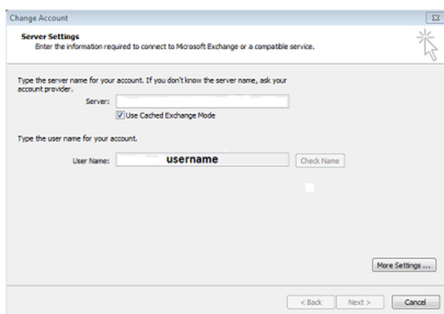 Change Account
Server Settings
Enter the information required to connect to Microsoft Exchange or a compatible service.
Type the server name for your account. If you don't know the server name, ask your
account provider.
Server:
Use Cached Exchange Mode
Type the user name for your account.
User Name: username Check Name
More Settings ...
< Back Next > Cancel